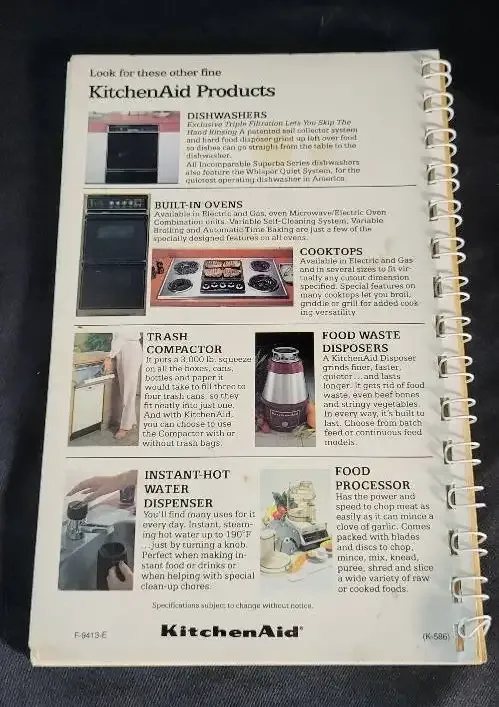 Look for these other fine
KitchenAid Products
DISHWASHERS
Exclusive Triple Filtration Lets You Skip The
Hand Rinsing A patented soil collector system
and hard food disposer grind up left over food
so dishes can go straight from the table to the
dishwasher.
All Incomparable Superba Series dishwashers
also feature the Whisper Quiet System, for the
quietest operating dishwasher in America.
BUILT-IN OVENS
Available in Electric and Gas, even Microwave/Electric Oven
Combination units. Variable Self-Cleaning System, Variable
Broiling and Automatic Time Baking are just a few of the
specially designed features on all ovens.
COOKTOPS
Available in Electric and Gas
and in several sizes to fit vir-
tually any cutout dimension
specified. Special features on
many cooktops let you broil,
griddle or grill for added cook-
ing versatility.
TRASH
COMPACTOR
It puts a 3,000 lb. squeeze
on all the boxes, cans,
bottles and paper it
would take to fill three to
four trash cans, so they
fit neatly into just one.
And with KitchenAid,
you can choose to use
the Compactor with or
without trash bags.
FOOD WASTE
DISPOSERS
A KitchenAid Disposer
grinds finer, faster,
quieter...and lasts
longer. It gets rid of food
waste, even beef bones
and stringy vegetables.
In every way, it's built to
last. Choose from batch
feed or continuous feed
models.
INSTANT-HOT
WATER
DISPENSER
You'll find many uses for it
every day. Instant, steam-
ing hot water up to 190°F
...just by turning a knob.
Perfect when making in-
stant food or drinks or
when helping with special
clean-up chores.
FOOD
PROCESSOR
Has the power and
speed to chop meat as
easily as it can mince a
clove of garlic. Comes
packed with blades
and discs to chop,
mince, mix, knead,
puree, shred and slice
a wide variety of raw
or cooked foods.
Specifications subject to change without notice.
F-9413-E
KitchenAid®
(K-586)